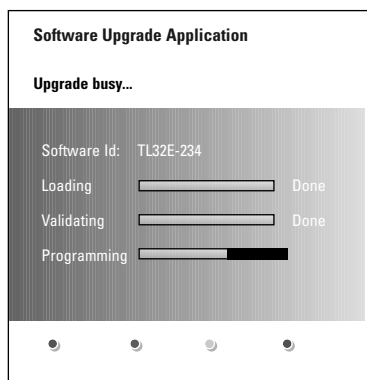 Software Upgrade Application
Upgrade busy...
Software Id: TL32E-234
Loading Done
Validating Done
Programming